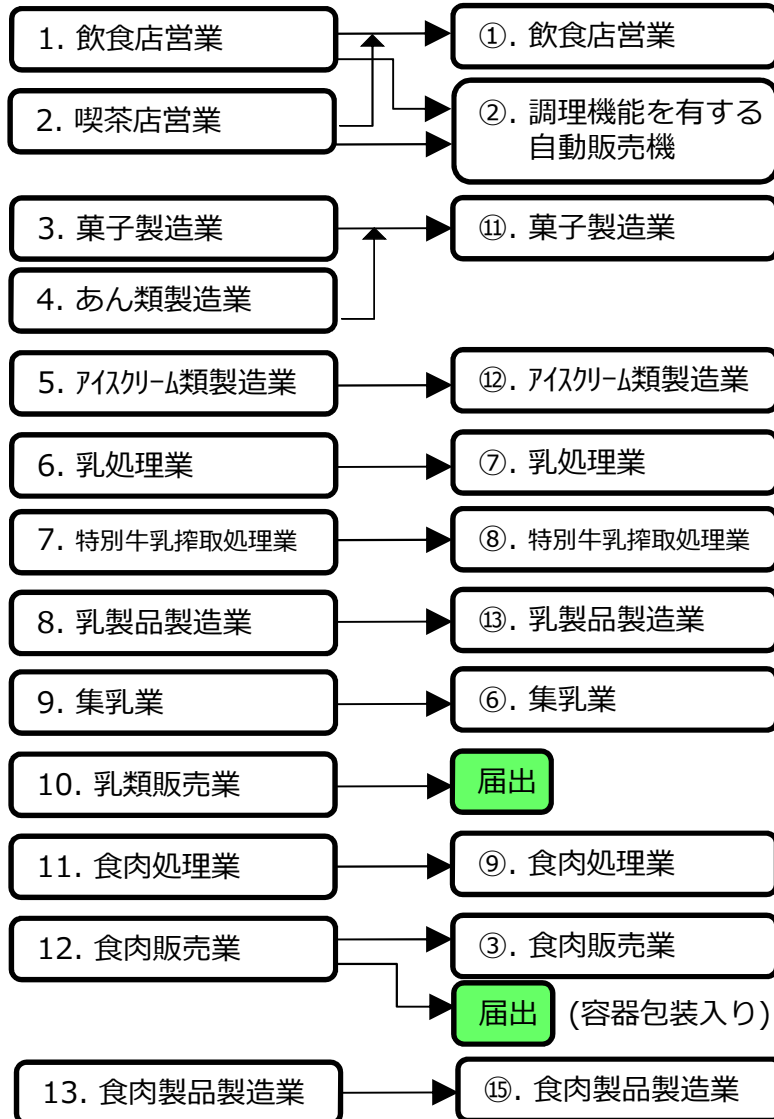 1. 飲食店営業
①. 飲食店営業
2. 喫茶店営業
②. 調理機能を有する
自動販売機
3. 菓子製造業
⑪. 菓子製造業
4. あん類製造業
5. ｱｲｽｸﾘｰﾑ類製造業
⑫. ｱｲｽｸﾘｰﾑ類製造業
6. 乳処理業
⑦. 乳処理業
7. 特別牛乳搾取処理業
⑧. 特別牛乳搾取処理業
8. 乳製品製造業
⑬. 乳製品製造業
9. 集乳業
⑥. 集乳業
10. 乳類販売業
届出
11. 食肉処理業
⑨. 食肉処理業
12. 食肉販売業
③. 食肉販売業
届出 (容器包装入り)
13. 食肉製品製造業
⑮. 食肉製品製造業